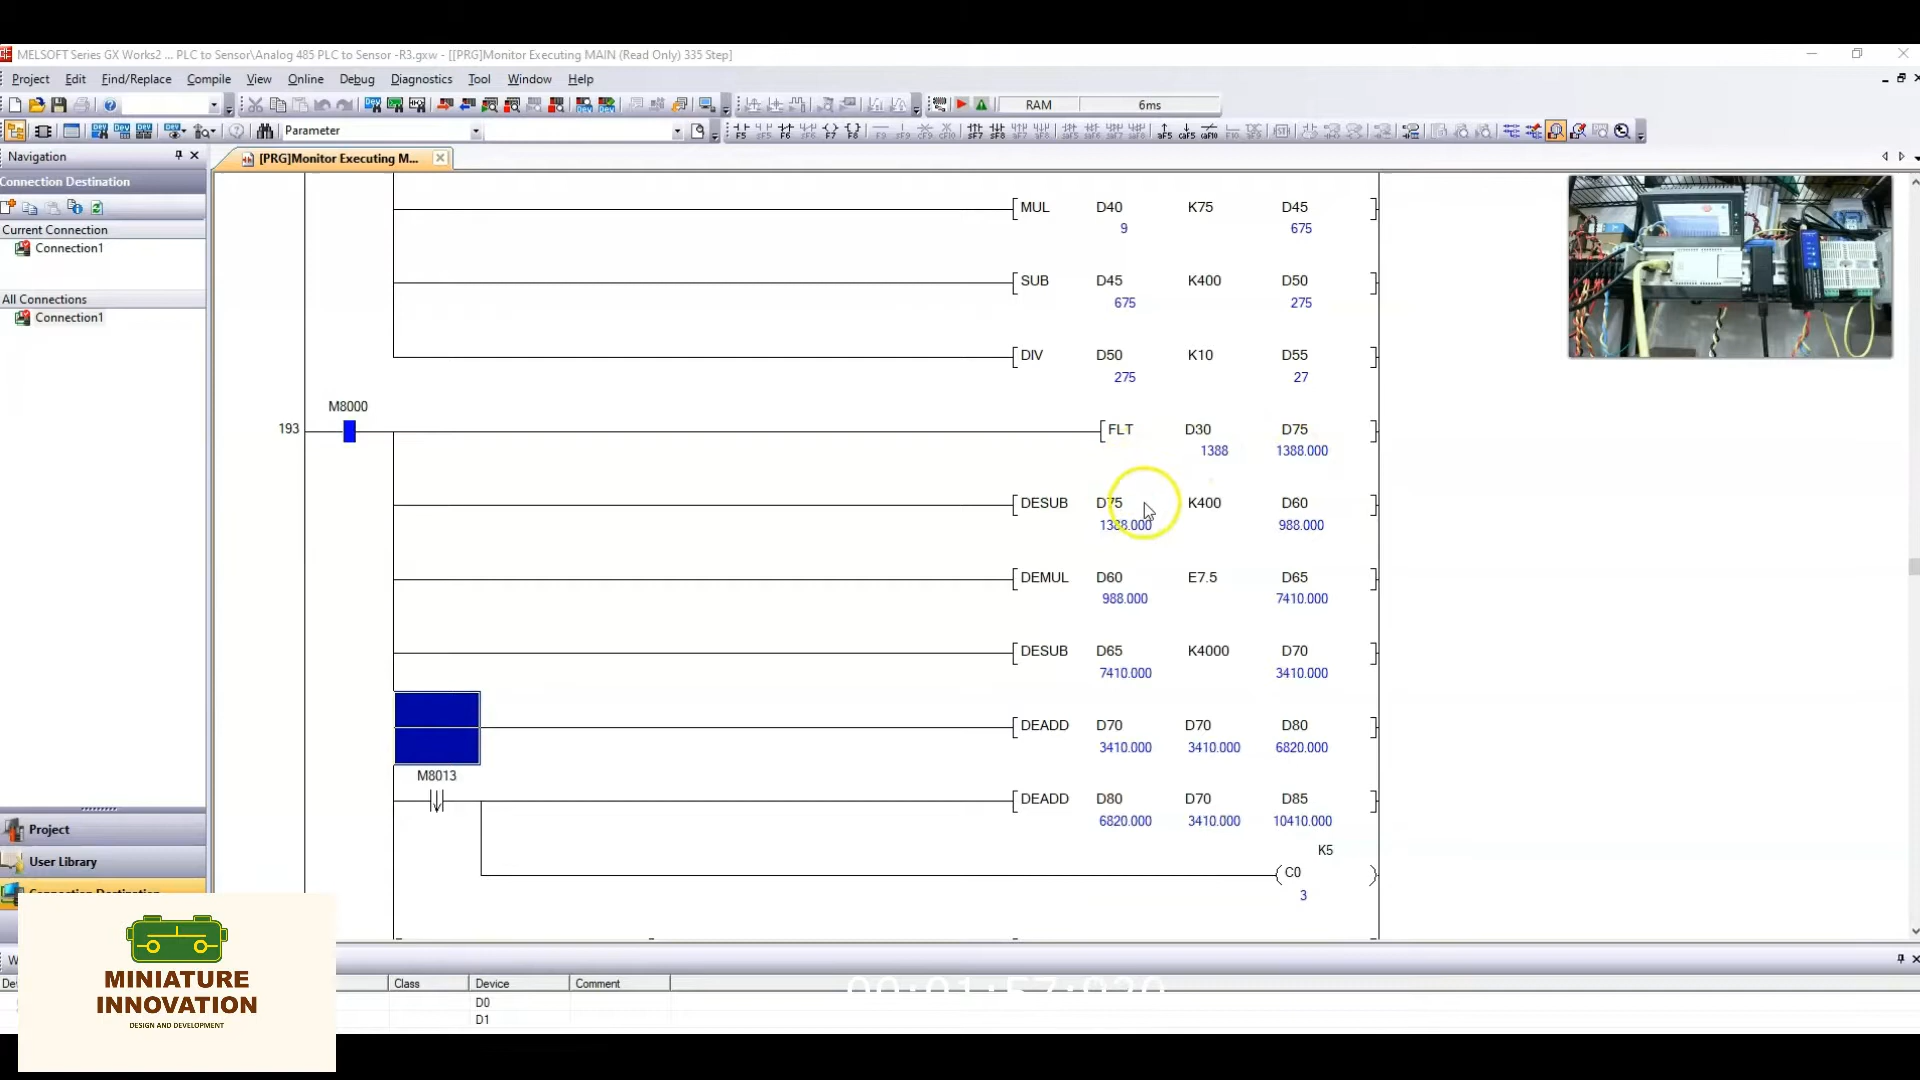 MELSOFT Series GX Works2 ... PLC to Sensor\Analog 485 PLC to Sensor -R3.gxw - [[PRG]Monitor Executing MAIN (Read Only) 335 Step]
Project Edit Find/Replace Compile View Online Debug Diagnostics Tool Window Help
RAM 6ms
Parameter
Navigation
[PRG]Monitor Executing M...
Connection Destination
Current Connection
Connection1
All Connections
Connection1
MUL D40 K75 D45
9 675
SUB D45 K400 D50
675 275
DIV D50 K10 D55
275 27
M8000
193
FLT D30 D75
1388 1388.000
DESUB D75 K400 D60
1388.000 988.000
DEMUL D60 E7.5 D65
988.000 7410.000
DESUB D65 K4000 D70
7410.000 3410.000
DEADD D70 D70 D80
3410.000 3410.000 6820.000
M8013
DEADD D80 D70 D85
6820.000 3410.000 10410.000
K5
C0
3
Project
User Library
Connection Destination
MINIATURE
INNOVATION
DESIGN AND DEVELOPMENT
Class Device Comment
D0
D1